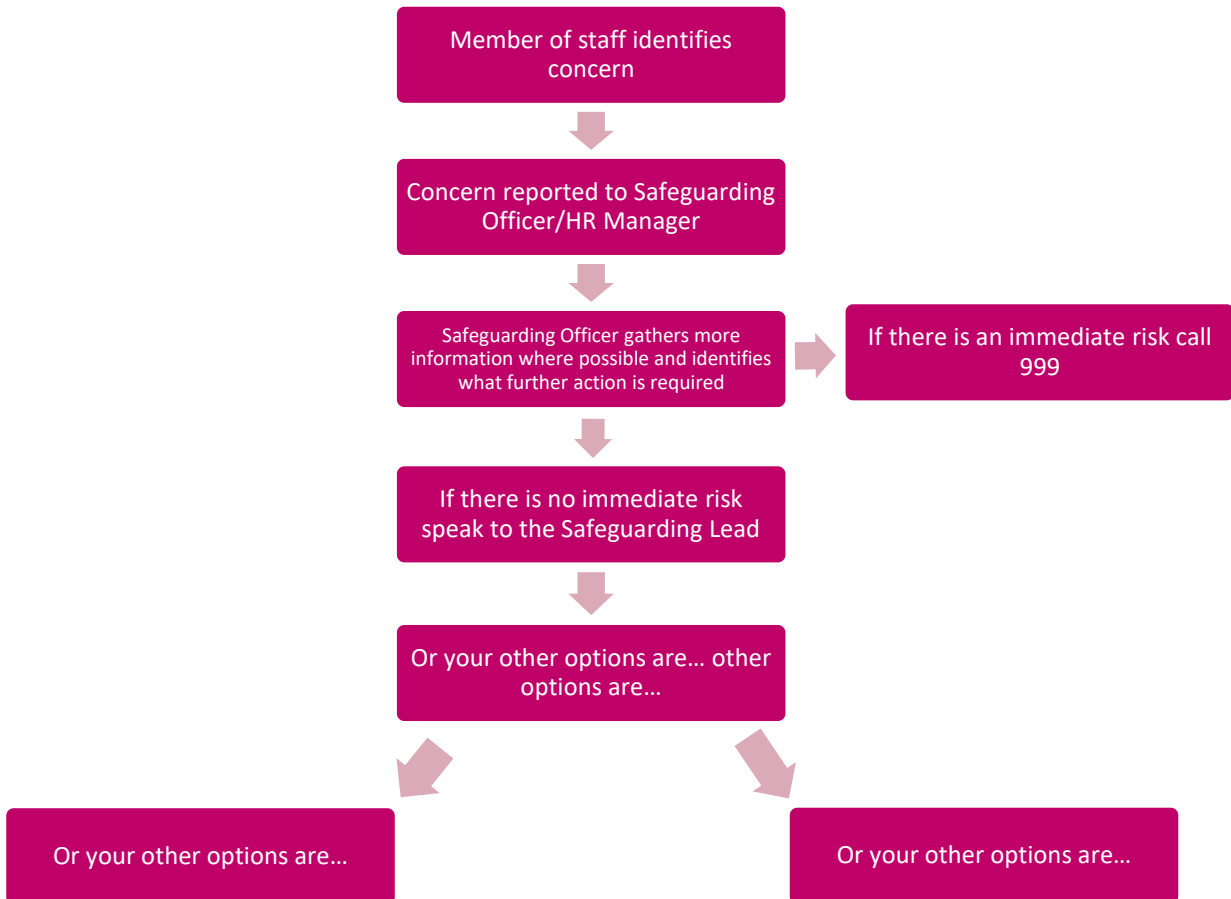 Member of staff identifies
concern
Concern reported to Safeguarding
Officer/HR Manager
Safeguarding Officer gathers more
information where possible and identifies
what further action is required
If there is an immediate risk call
999
If there is no immediate risk
speak to the Safeguarding Lead
Or your other options are… other
options are…
Or your other options are…
Or your other options are…